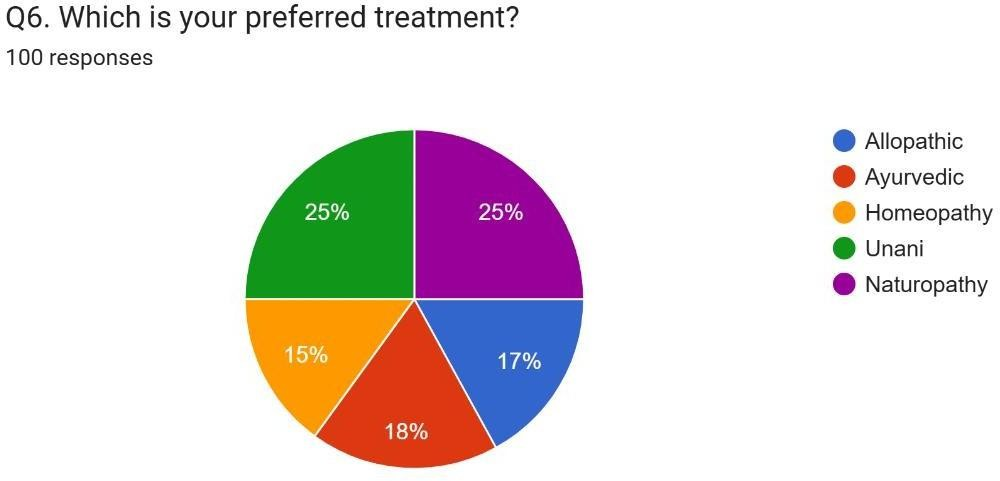 Q6. Which is your preferred treatment?
100 responses
25%
25%
15%
17%
18%
Allopathic
Ayurvedic
Homeopathy
Unani
Naturopathy